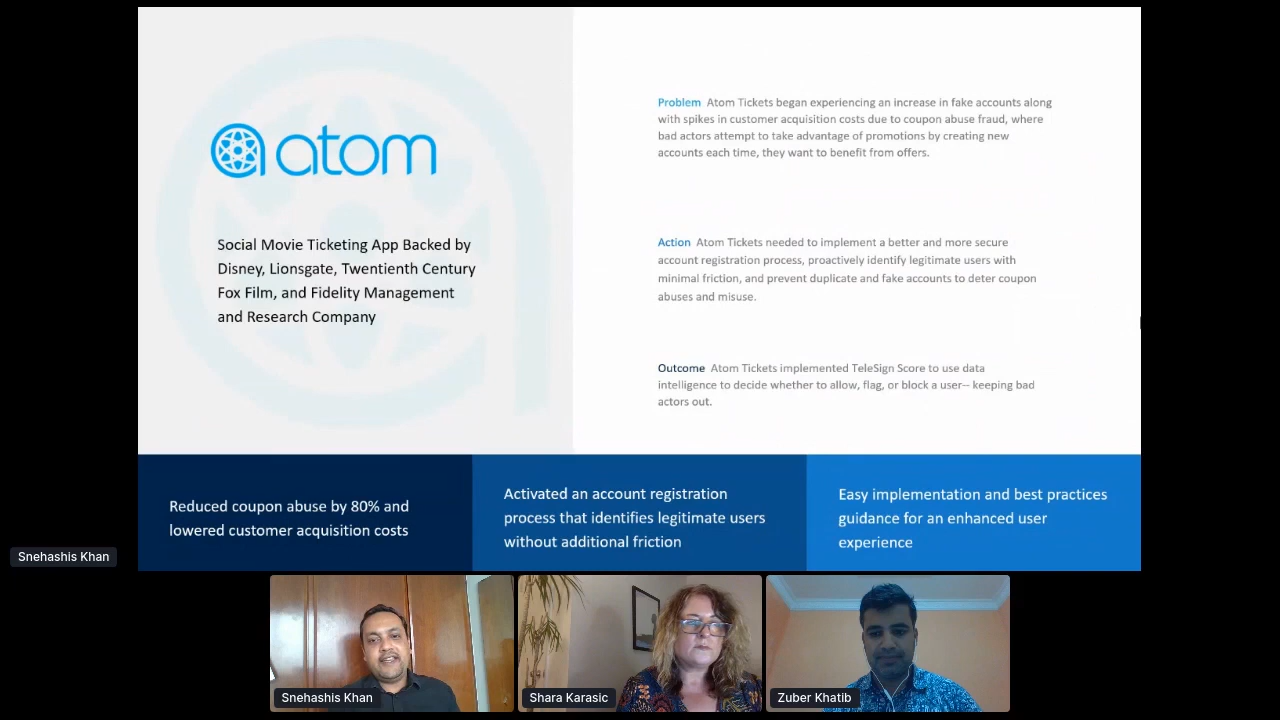 atom
Social Movie Ticketing App Backed by
Disney, Lionsgate, Twentienth Century
Fox Film, and Fidelity Management
and Research Company
Problem Atom Tickets began experiencing an increase in fake accounts along
with spikes in customer acquisition costs due to coupon abuse fraud, where
bad actors attempt to take advantage of promotions by creating new
accounts each time, they want to benefit from offers.
Action Atom Tickets needed to implement a better and more secure
account registration process, proactively identify legitimate users with
minimal friction, and prevent duplicate and fake accounts to deter coupon
abuses and misuse.
Outcome Atom Tickets implemented TeleSign Score to use data
intelligence to decide whether to allow, flag, or block a user-- keeping bad
actors out.
Reduced coupon abuse by 80% and
lowered customer acquisition costs
Activated an account registration
process that identifies legitimate users
without additional friction
Easy implementation and best practices
guidance for an enhanced user
experience
Snehashis Khan
Snehashis Khan
Shara Karasic
Zuber Khatib